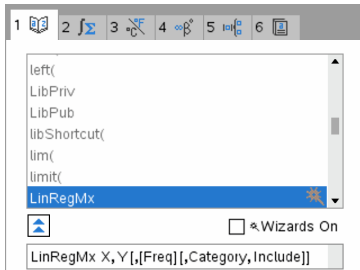 1 2 ∫Σ 3 °C°F 4 ∞β° 5 6
left(
LibPriv
LibPub
libShortcut(
lim(
limit(
LinRegMx
Wizards On
LinRegMx X,Y[,[Freq][,Category,Include]]